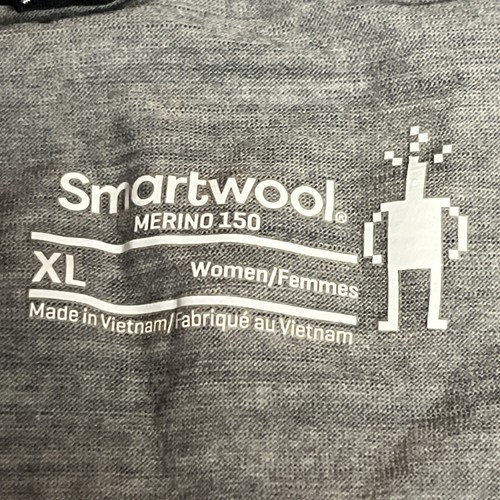 Smartwool®
MERINO 150
XL Women/Femmes
Made in Vietnam/Fabriqué au Vietnam